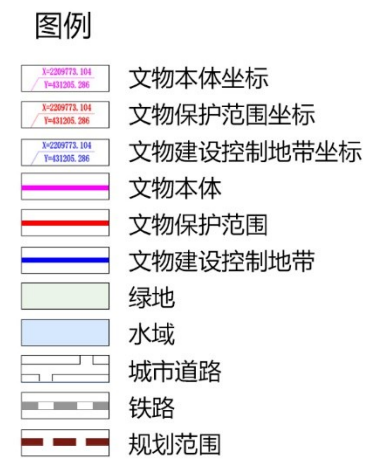 图例
X=2209773.104
Y=431205.286
文物本体坐标
X=2209773.104
Y=431205.286
文物保护范围坐标
X=2209773.104
Y=431205.286
文物建设控制地带坐标
文物本体
文物保护范围
文物建设控制地带
绿地
水域
城市道路
铁路
规划范围